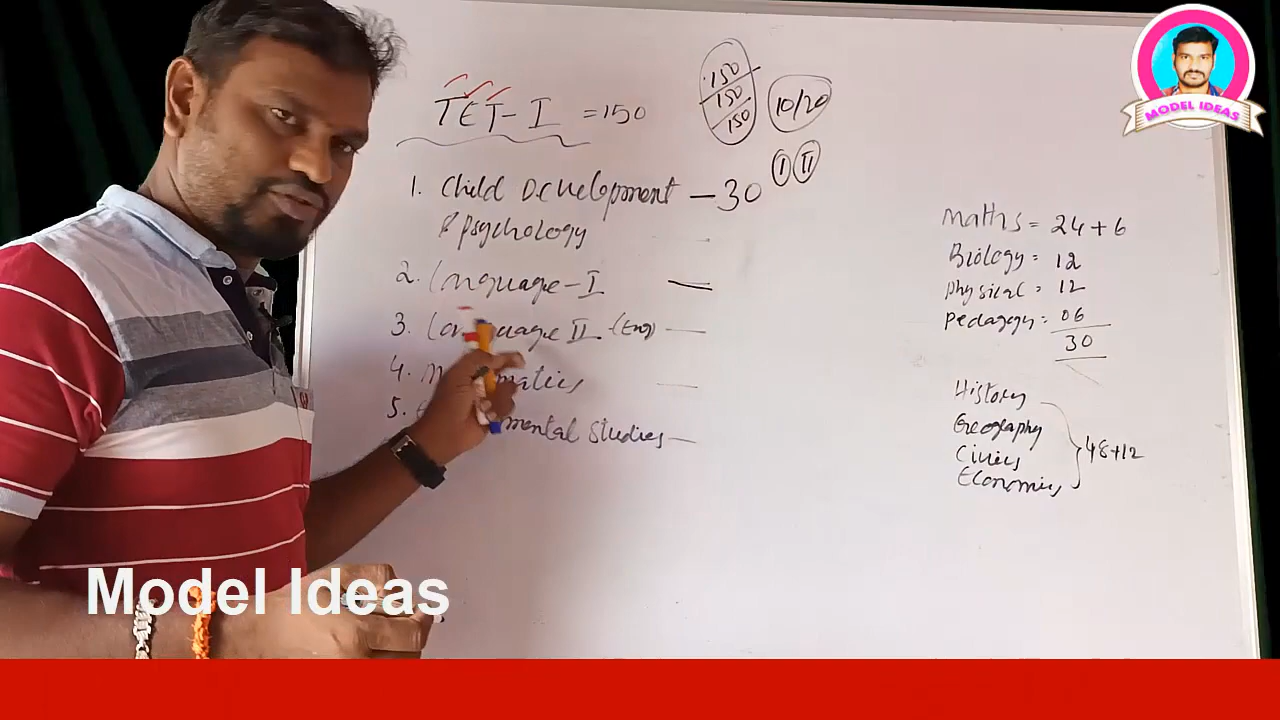 TET-I =150
150
150
150
10/20
I II
1. Child Development - 30
& Psychology
2. Language-I
3. Language II (Eng)
4. 
5. mental Studies
maths = 24+6
Biology = 12
physical = 12
pedagogy = 06
30
History
Geography
Civics
Economics
48+12
MODEL IDEAS
Model Ideas